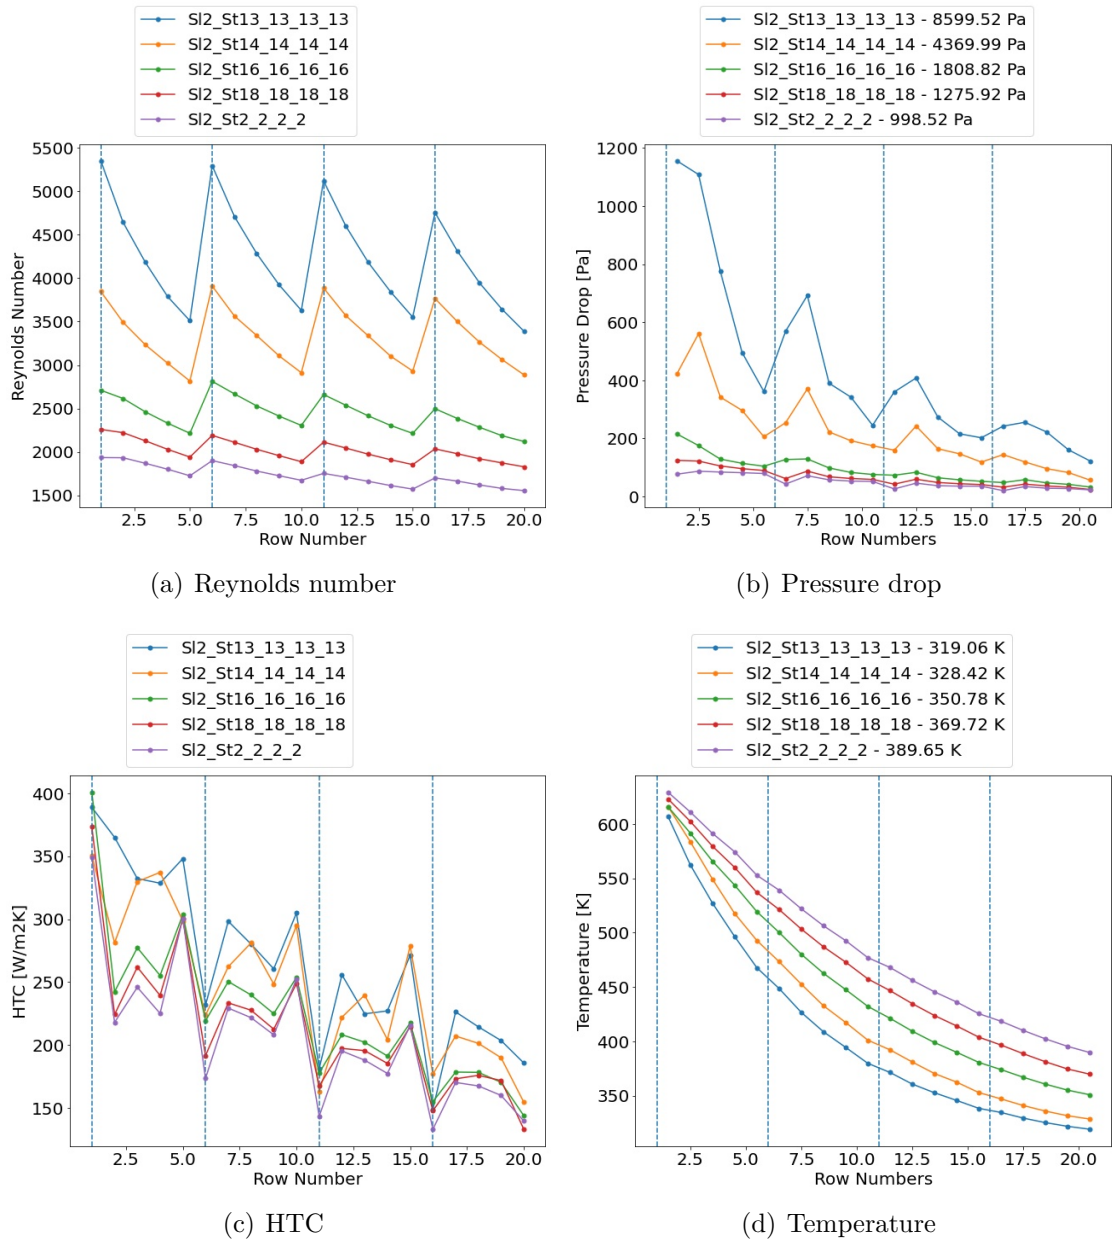 Sl2_St13_13_13_13
Sl2_St14_14_14_14
Sl2_St16_16_16_16
Sl2_St18_18_18_18
Sl2_St2_2_2_2
5500
5000
4500
4000
3500
3000
2500
2000
1500
Reynolds Number
2.5 5.0 7.5 10.0 12.5 15.0 17.5 20.0
Row Number
(a) Reynolds number
Sl2_St13_13_13_13 - 8599.52 Pa
Sl2_St14_14_14_14 - 4369.99 Pa
Sl2_St16_16_16_16 - 1808.82 Pa
Sl2_St18_18_18_18 - 1275.92 Pa
Sl2_St2_2_2_2 - 998.52 Pa
1200
1000
800
600
400
200
0
Pressure Drop [Pa]
2.5 5.0 7.5 10.0 12.5 15.0 17.5 20.0
Row Numbers
(b) Pressure drop
Sl2_St13_13_13_13
Sl2_St14_14_14_14
Sl2_St16_16_16_16
Sl2_St18_18_18_18
Sl2_St2_2_2_2
400
350
300
250
200
150
HTC [W/m2K]
2.5 5.0 7.5 10.0 12.5 15.0 17.5 20.0
Row Number
(c) HTC
Sl2_St13_13_13_13 - 319.06 K
Sl2_St14_14_14_14 - 328.42 K
Sl2_St16_16_16_16 - 350.78 K
Sl2_St18_18_18_18 - 369.72 K
Sl2_St2_2_2_2 - 389.65 K
600
550
500
450
400
350
Temperature [K]
2.5 5.0 7.5 10.0 12.5 15.0 17.5 20.0
Row Numbers
(d) Temperature